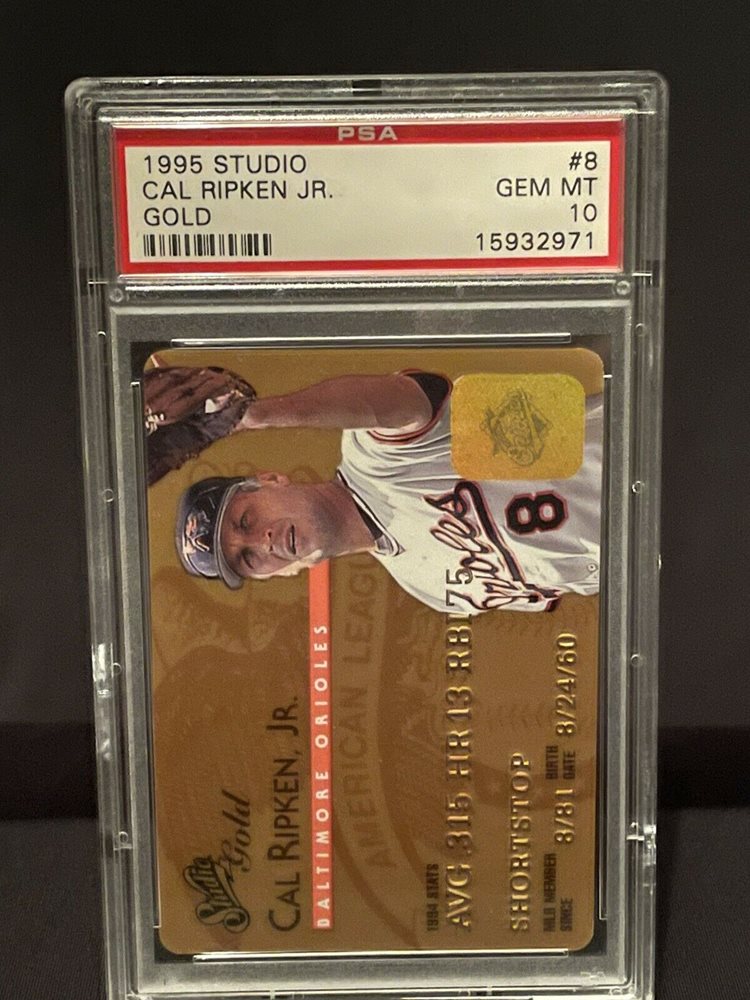 PSA
1995 STUDIO #8
CAL RIPKEN JR. GEM MT
GOLD 10
15932971
Studio
Gold
CAL RIPKEN, JR.
BALTIMORE ORIOLES
AMERICAN LEAGU
Orioles
8
1994 STATS
AVG .315 HR 13 RBI 75
SHORTSTOP
MLB MEMBER SINCE 8/81 BIRTH DATE 8/24/60